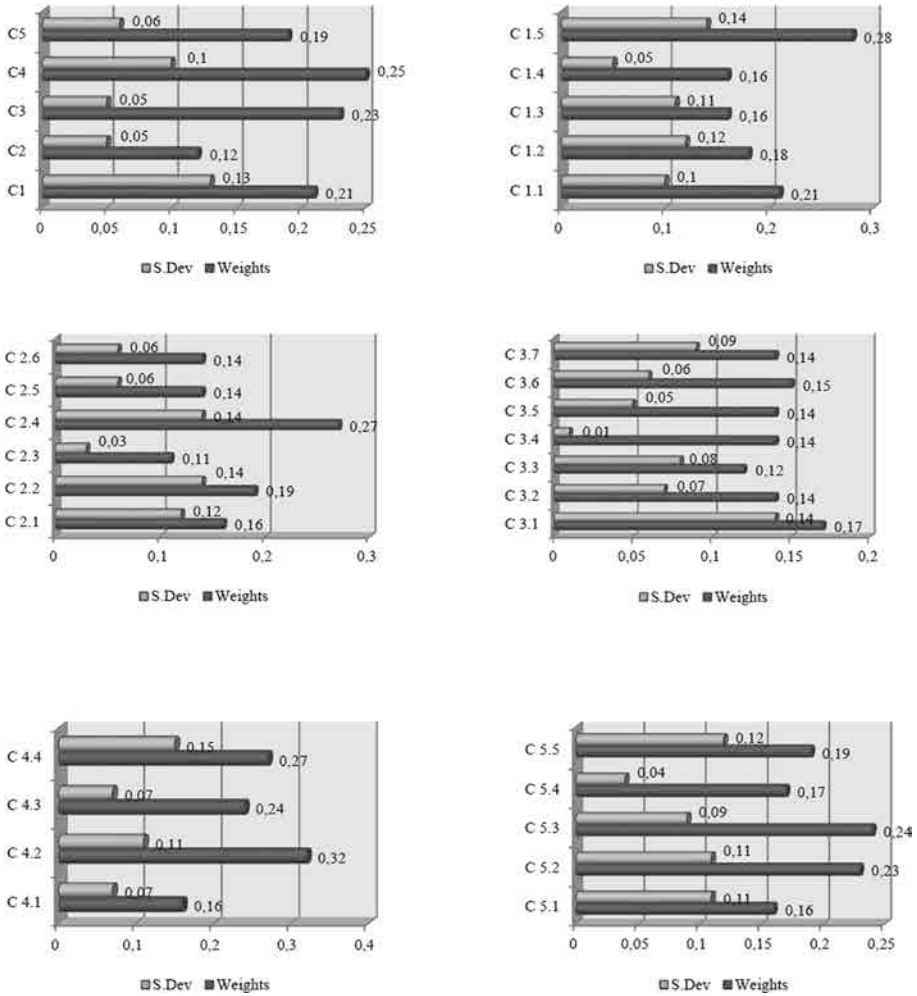 C5 0,06 0,19
C4 0,1 0,25
C3 0,05 0,23
C2 0,05 0,12
C1 0,13 0,21
0 0,05 0,1 0,15 0,2 0,25
S.Dev Weights
C 1.5 0,14 0,28
C 1.4 0,05 0,16
C 1.3 0,11 0,16
C 1.2 0,12 0,18
C 1.1 0,1 0,21
0 0,1 0,2 0,3
S.Dev Weights
C 2.6 0,06 0,14
C 2.5 0,06 0,14
C 2.4 0,14 0,27
C 2.3 0,03 0,11
C 2.2 0,14 0,19
C 2.1 0,12 0,16
0 0,1 0,2 0,3
S.Dev Weights
C 3.7 0,09 0,14
C 3.6 0,06 0,15
C 3.5 0,05 0,14
C 3.4 0,01 0,14
C 3.3 0,08 0,12
C 3.2 0,07 0,14
C 3.1 0,14 0,17
0 0,05 0,1 0,15 0,2
S.Dev Weights
C 4.4 0,15 0,27
C 4.3 0,07 0,24
C 4.2 0,11 0,32
C 4.1 0,07 0,16
0 0,1 0,2 0,3 0,4
S.Dev Weights
C 5.5 0,12 0,19
C 5.4 0,04 0,17
C 5.3 0,09 0,24
C 5.2 0,11 0,23
C 5.1 0,11 0,16
0 0,05 0,1 0,15 0,2 0,25
S.Dev Weights